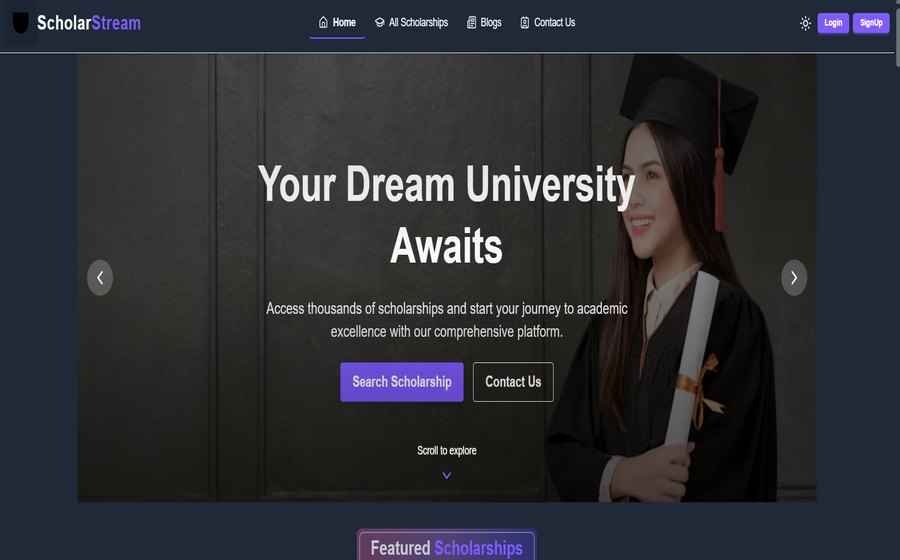 ScholarStream
Home
All Scholarships
Blogs
Contact Us
Login
SignUp
Your Dream University
Awaits
Access thousands of scholarships and start your journey to academic
excellence with our comprehensive platform.
Search Scholarship
Contact Us
Scroll to explore
Featured Scholarships